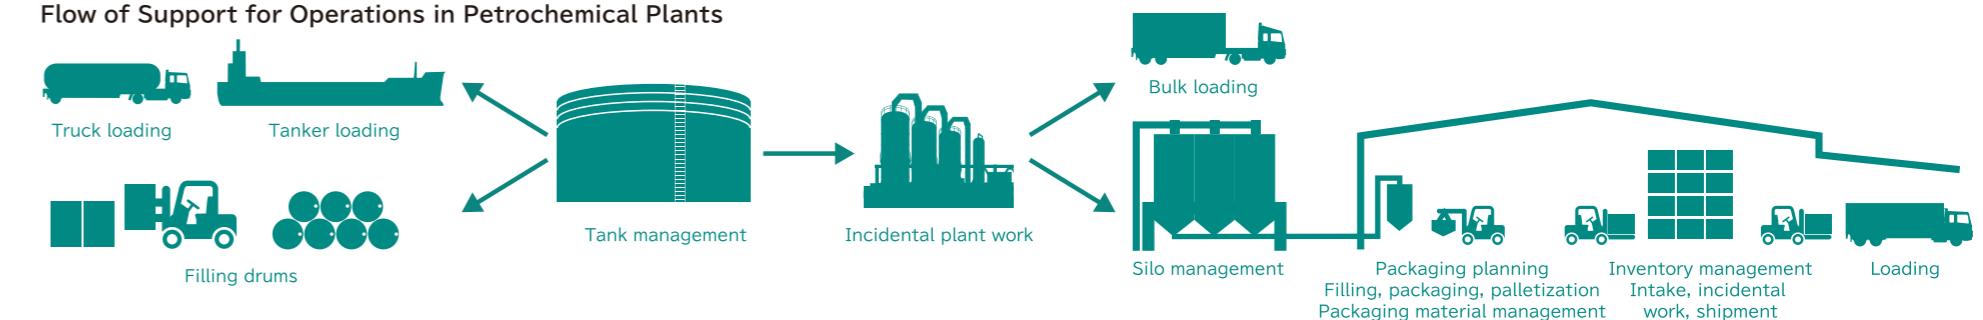 Flow of Support for Operations in Petrochemical Plants
Truck loading
Tanker loading
Filling drums
Tank management
Incidental plant work
Bulk loading
Silo management
Packaging planning
Filling, packaging, palletization
Packaging material management
Inventory management
Intake, incidental
work, shipment
Loading